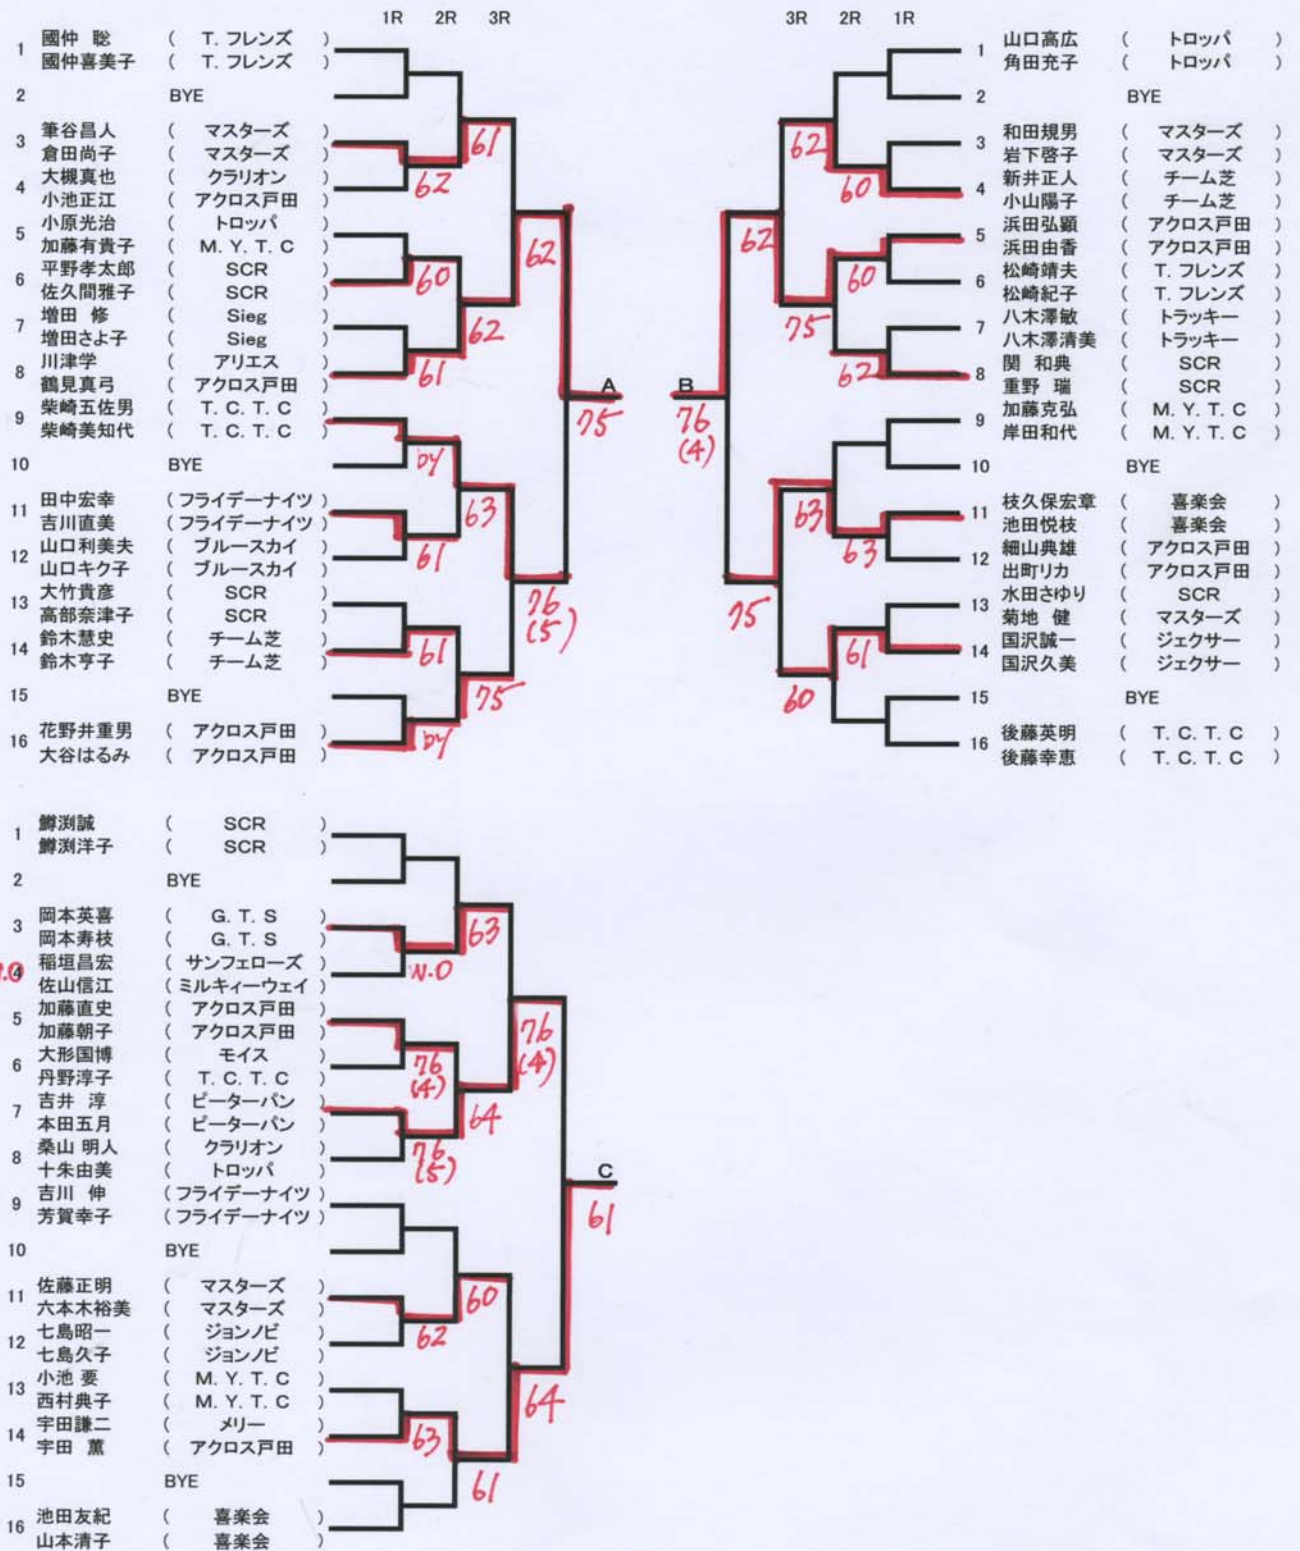 1R 2R 3R
1 國仲 聡 ( T. フレンズ )
國仲喜美子 ( T. フレンズ )
2 BYE
3 筆谷昌人 ( マスターズ )
倉田尚子 ( マスターズ )
4 大槻真也 ( クラリオン )
小池正江 ( アクロス戸田 )
5 小原光治 ( トロッパ )
加藤有貴子 ( M. Y. T. C )
6 平野孝太郎 ( SCR )
佐久間雅子 ( SCR )
7 増田 修 ( Sieg )
増田さよ子 ( Sieg )
8 川津学 ( アリエス )
鶴見真弓 ( アクロス戸田 )
9 柴崎五佐男 ( T. C. T. C )
柴崎美知代 ( T. C. T. C )
10 BYE
11 田中宏幸 ( フライデーナイツ )
吉川直美 ( フライデーナイツ )
12 山口利美夫 ( ブルースカイ )
山口キク子 ( ブルースカイ )
13 大竹貴彦 ( SCR )
高部奈津子 ( SCR )
14 鈴木慧史 ( チーム芝 )
鈴木亨子 ( チーム芝 )
15 BYE
16 花野井重男 ( アクロス戸田 )
大谷はるみ ( アクロス戸田 )
62
60
61
by
61
61
by
61
62
63
75
62
76
(5)
A
75
3R 2R 1R
1 山口高広 ( トロッパ )
角田充子 ( トロッパ )
2 BYE
3 和田規男 ( マスターズ )
岩下啓子 ( マスターズ )
4 新井正人 ( チーム芝 )
小山陽子 ( チーム芝 )
5 浜田弘顕 ( アクロス戸田 )
浜田由香 ( アクロス戸田 )
6 松崎靖夫 ( T. フレンズ )
松崎紀子 ( T. フレンズ )
7 八木澤敏 ( トラッキー )
八木澤清美 ( トラッキー )
8 関 和典 ( SCR )
重野 瑞 ( SCR )
9 加藤克弘 ( M. Y. T. C )
岸田和代 ( M. Y. T. C )
10 BYE
11 枝久保宏章 ( 喜楽会 )
池田悦枝 ( 喜楽会 )
12 細山典雄 ( アクロス戸田 )
出町リカ ( アクロス戸田 )
13 水田さゆり ( SCR )
菊地 健 ( マスターズ )
14 国沢誠一 ( ジェクサー )
国沢久美 ( ジェクサー )
15 BYE
16 後藤英明 ( T. C. T. C )
後藤幸恵 ( T. C. T. C )
60
60
62
63
61
62
75
63
60
62
75
B
76
(4)
1 鱒渕誠 ( SCR )
鱒渕洋子 ( SCR )
2 BYE
3 岡本英喜 ( G. T. S )
岡本寿枝 ( G. T. S )
4 稲垣昌宏 ( サンフェローズ )
佐山信江 ( ミルキィーウェイ )
5 加藤直史 ( アクロス戸田 )
加藤朝子 ( アクロス戸田 )
6 大形国博 ( モイス )
丹野淳子 ( T. C. T. C )
7 吉井 淳 ( ピーターパン )
本田五月 ( ピーターパン )
8 桑山 明人 ( クラリオン )
十朱由美 ( トロッパ )
9 吉川 伸 ( フライデーナイツ )
芳賀幸子 ( フライデーナイツ )
10 BYE
11 佐藤正明 ( マスターズ )
六本木裕美 ( マスターズ )
12 七島昭一 ( ジョンノビ )
七島久子 ( ジョンノビ )
13 小池 要 ( M. Y. T. C )
西村典子 ( M. Y. T. C )
14 宇田謙二 ( メリー )
宇田 薫 ( アクロス戸田 )
15 BYE
16 池田友紀 ( 喜楽会 )
山本清子 ( 喜楽会 )
N.O
76
(4)
76
(5)
62
63
63
64
60
61
76
(4)
64
C
61